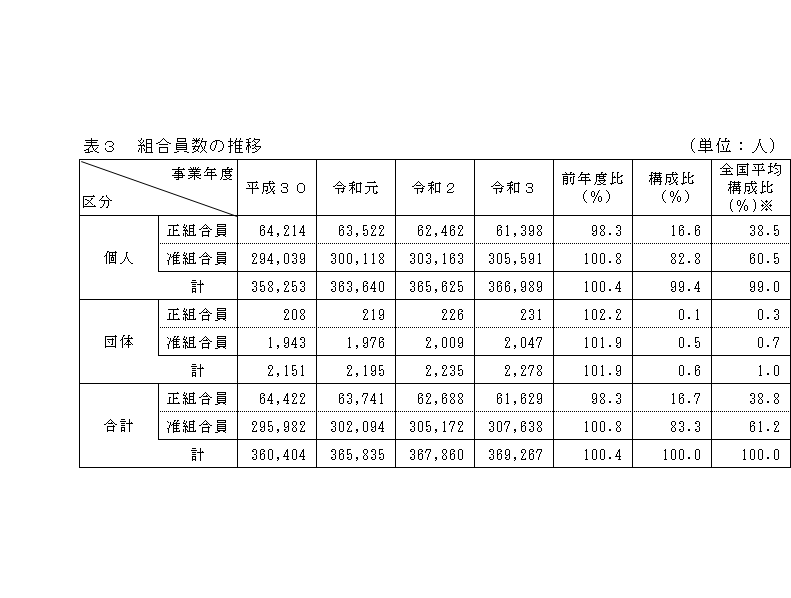 表３　組合員数の推移　（単位：人）
事業年度
区分　平成３０　令和元　令和２　令和３　前年度比（％）　構成比（％）　全国平均構成比（％）※
個人　正組合員　64,214　63,522　62,462　61,398　98.3　16.6　38.5
准組合員　294,039　300,118　303,163　305,591　100.8　82.8　60.5
計　358,253　363,640　365,625　366,989　100.4　99.4　99.0
団体　正組合員　208　219　226　231　102.2　0.1　0.3
准組合員　1,943　1,976　2,009　2,047　101.9　0.5　0.7
計　2,151　2,195　2,235　2,278　101.9　0.6　1.0
合計　正組合員　64,422　63,741　62,688　61,629　98.3　16.7　38.8
准組合員　295,982　302,094　305,172　307,638　100.8　83.3　61.2
計　360,404　365,835　367,860　369,267　100.4　100.0　100.0